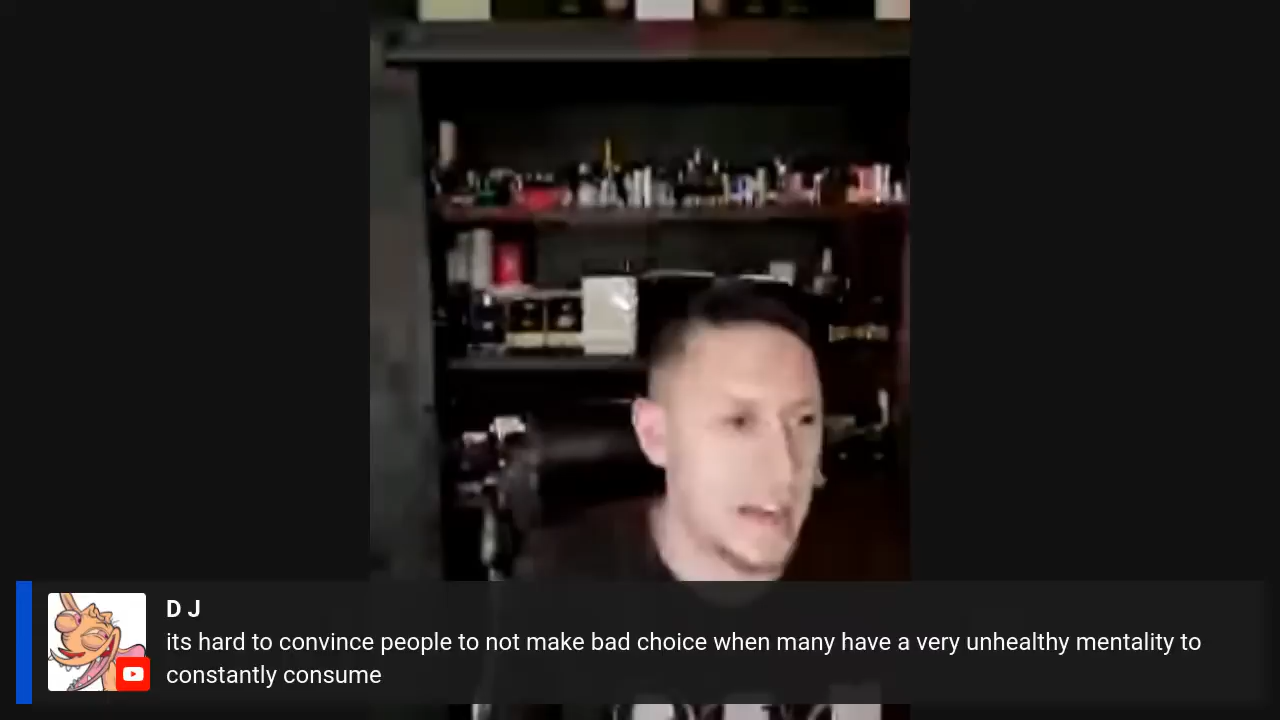 D J
its hard to convince people to not make bad choice when many have a very unhealthy mentality to
constantly consume